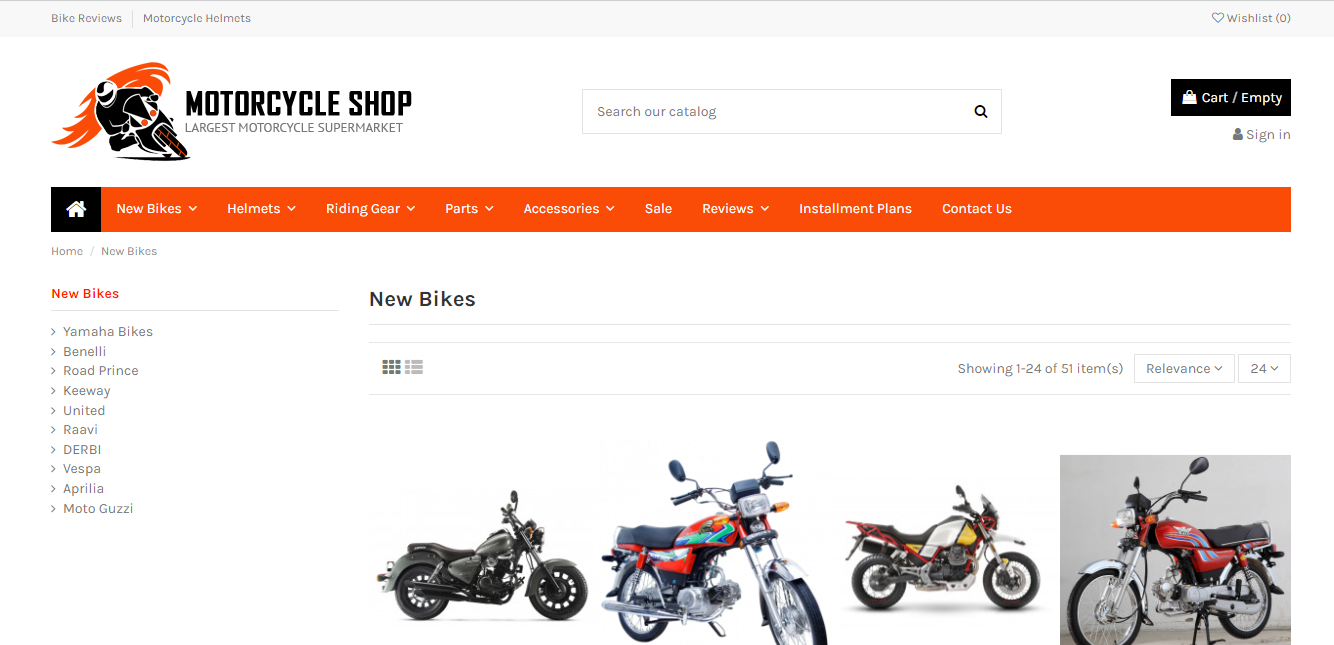 Bike Reviews Motorcycle Helmets Wishlist (0)
MOTORCYCLE SHOP
LARGEST MOTORCYCLE SUPERMARKET
Search our catalog
Cart / Empty
Sign in
New Bikes Helmets Riding Gear Parts Accessories Sale Reviews Installment Plans Contact Us
Home / New Bikes
New Bikes
Yamaha Bikes
Benelli
Road Prince
Keeway
United
Raavi
DERBI
Vespa
Aprilia
Moto Guzzi
New Bikes
Showing 1-24 of 51 item(s) Relevance 24